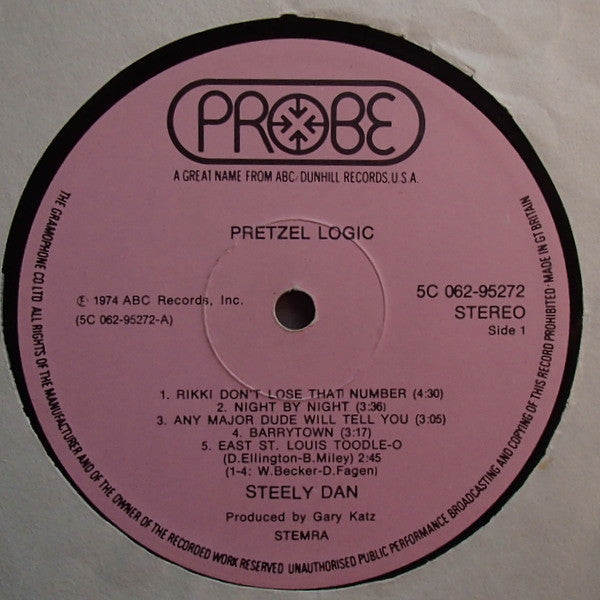 PROBE
A GREAT NAME FROM ABC/DUNHILL RECORDS, U.S.A.
PRETZEL LOGIC
Ⓟ 1974 ABC Records, Inc.
(5C 062-95272-A)
5C 062-95272
STEREO
Side 1
1. RIKKI DON'T LOSE THAT NUMBER (4:30)
2. NIGHT BY NIGHT (3:36)
3. ANY MAJOR DUDE WILL TELL YOU (3:05)
4. BARRYTOWN (3:17)
5. EAST ST. LOUIS TOODLE-O
(D.Ellington-B.Miley) 2:45
(1-4: W.Becker-D.Fagen)
STEELY DAN
Produced by Gary Katz
STEMRA
THE GRAMOPHONE CO. LTD. ALL RIGHTS OF THE MANUFACTURER AND OF THE OWNER OF THE RECORDED WORK RESERVED UNAUTHORISED PUBLIC PERFORMANCE BROADCASTING AND COPYING OF THIS RECORD PROHIBITED · MADE IN GT BRITAIN